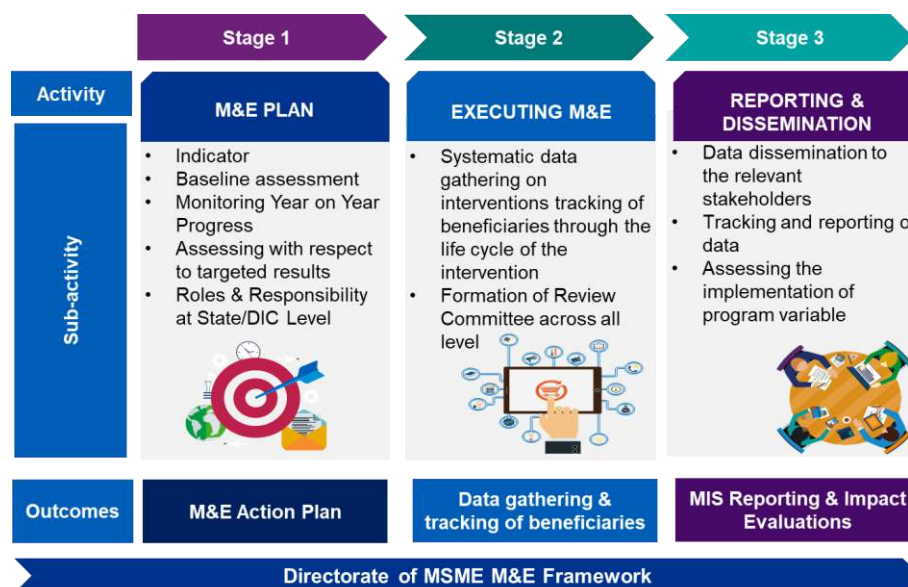 Stage 1
Stage 2
Stage 3
Activity
M&E PLAN
EXECUTING M&E
REPORTING &
DISSEMINATION
Sub-activity
• Indicator
• Baseline assessment
• Monitoring Year on Year
Progress
• Assessing with respect
to targeted results
• Roles & Responsibility
at State/DIC Level
• Systematic data
gathering on
interventions tracking of
beneficiaries through the
life cycle of the
intervention
• Formation of Review
Committee across all
level
• Data dissemination to
the relevant
stakeholders
• Tracking and reporting o
data
• Assessing the
implementation of
program variable
Outcomes
M&E Action Plan
Data gathering &
tracking of beneficiaries
MIS Reporting & Impact
Evaluations
Directorate of MSME M&E Framework